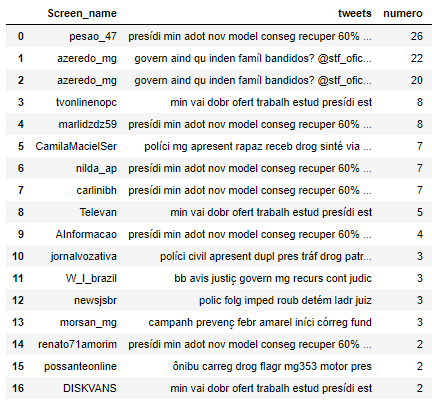 Screen_name tweets numero
0 pesao_47 presídi min adot nov model conseg recuper 60% ... 26
1 azeredo_mg govern aind qu inden famíl bandidos? @stf_ofic... 22
2 azeredo_mg govern aind qu inden famíl bandidos? @stf_ofic... 20
3 tvonlinenopc min vai dobr ofert trabalh estud presídi est 8
4 marlidzdz59 presídi min adot nov model conseg recuper 60% ... 8
5 CamilaMacielSer políci mg apresent rapaz receb drog sinté via ... 7
6 nilda_ap presídi min adot nov model conseg recuper 60% ... 7
7 carlinibh presídi min adot nov model conseg recuper 60% ... 7
8 Televan min vai dobr ofert trabalh estud presídi est 5
9 AInformacao presídi min adot nov model conseg recuper 60% ... 4
10 jornalvozativa políci civil apresent dupl pres tráf drog patr... 3
11 W_I_brazil bb avis justiç govern mg recurs cont judic 3
12 newsjsbr polic folg imped roub detém ladr juiz 3
13 morsan_mg campanh prevenç febr amarel iníci córreg fund 3
14 renato71amorim presídi min adot nov model conseg recuper 60% ... 2
15 possanteonline ônibu carreg drog flagr mg353 motor pres 2
16 DISKVANS min vai dobr ofert trabalh estud presídi est 2